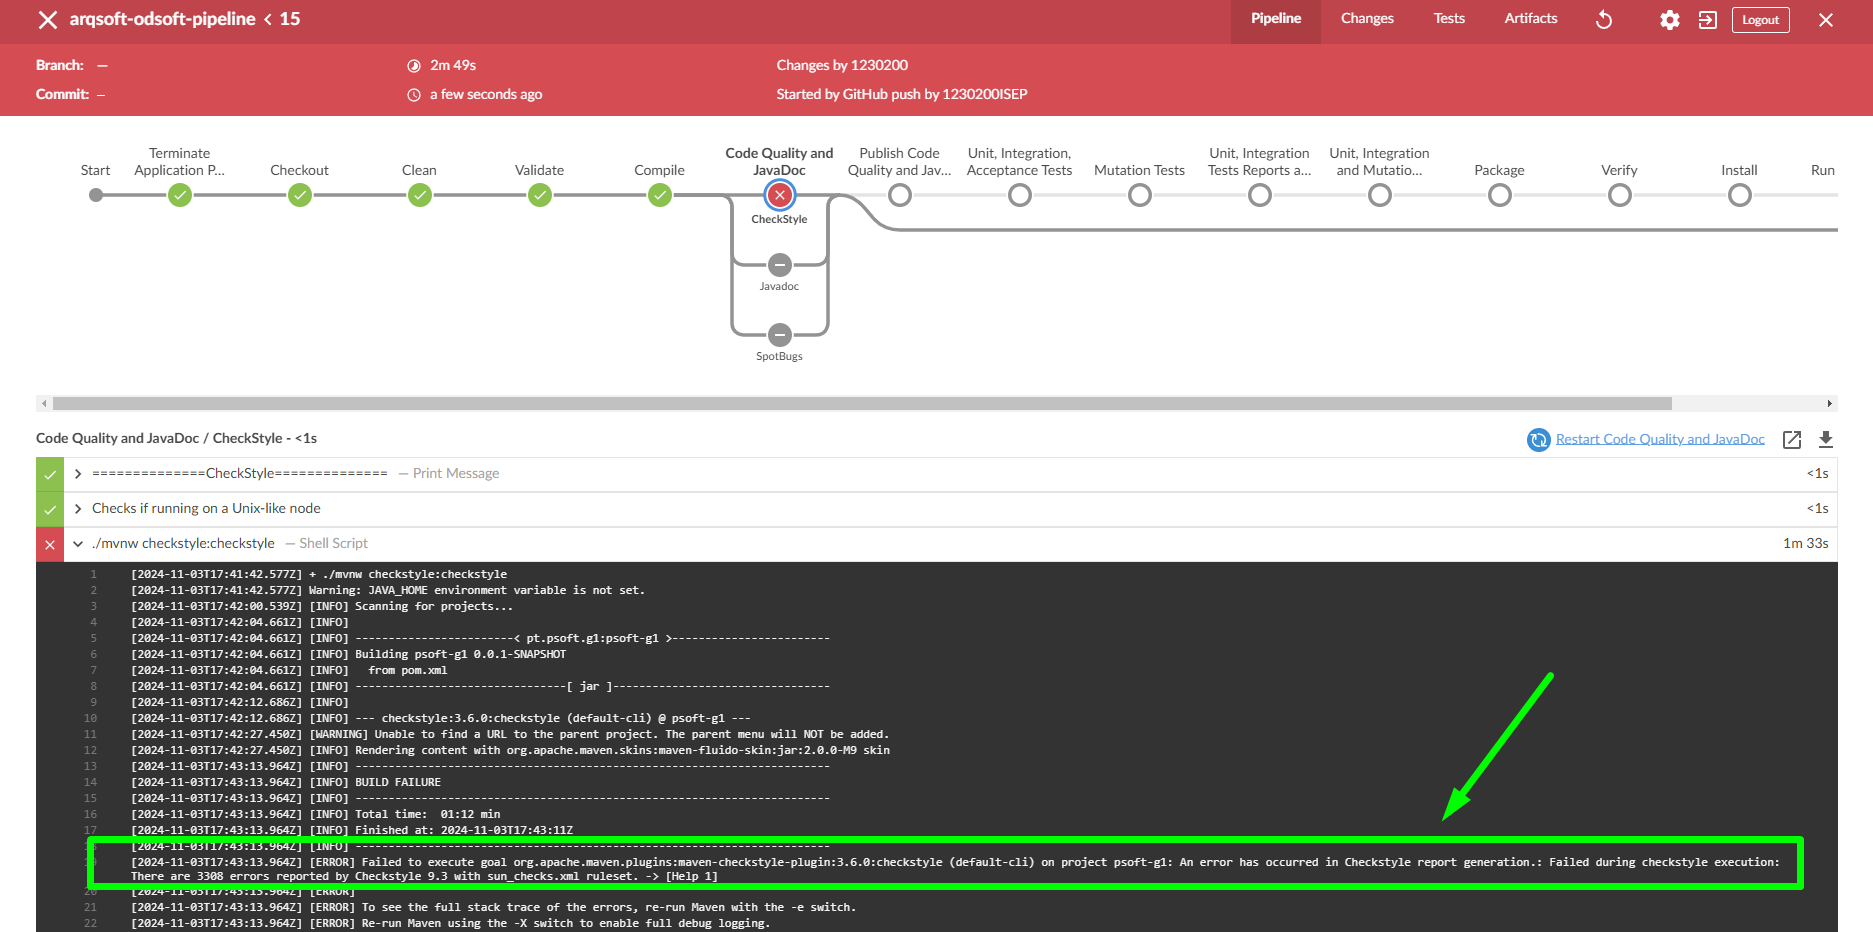 arqsoft-odsoft-pipeline < 15
Pipeline
Changes
Tests
Artifacts
Logout
Branch: —
2m 49s
Changes by 1230200
Commit: –
a few seconds ago
Started by GitHub push by 1230200ISEP
Start
Terminate
Application P...
Checkout
Clean
Validate
Compile
Code Quality and
JavaDoc
Publish Code
Quality and Jav...
Unit, Integration,
Acceptance Tests
Mutation Tests
Unit, Integration
Tests Reports a...
Unit, Integration
and Mutatio...
Package
Verify
Install
Run
CheckStyle
Javadoc
SpotBugs
Code Quality and JavaDoc / CheckStyle - <1s
Restart Code Quality and JavaDoc
==============CheckStyle============== — Print Message <1s
Checks if running on a Unix-like node <1s
./mvnw checkstyle:checkstyle — Shell Script 1m 33s
1 [2024-11-03T17:41:42.577Z] + ./mvnw checkstyle:checkstyle
2 [2024-11-03T17:41:42.577Z] Warning: JAVA_HOME environment variable is not set.
3 [2024-11-03T17:42:00.539Z] [INFO] Scanning for projects...
4 [2024-11-03T17:42:04.661Z] [INFO]
5 [2024-11-03T17:42:04.661Z] [INFO] ------------------------< pt.psoft.g1:psoft-g1 >------------------------
6 [2024-11-03T17:42:04.661Z] [INFO] Building psoft-g1 0.0.1-SNAPSHOT
7 [2024-11-03T17:42:04.661Z] [INFO]   from pom.xml
8 [2024-11-03T17:42:04.661Z] [INFO] --------------------------------[ jar ]---------------------------------
9 [2024-11-03T17:42:12.686Z] [INFO]
10 [2024-11-03T17:42:12.686Z] [INFO] --- checkstyle:3.6.0:checkstyle (default-cli) @ psoft-g1 ---
11 [2024-11-03T17:42:27.450Z] [WARNING] Unable to find a URL to the parent project. The parent menu will NOT be added.
12 [2024-11-03T17:42:27.450Z] [INFO] Rendering content with org.apache.maven.skins:maven-fluido-skin:jar:2.0.0-M9 skin
13 [2024-11-03T17:43:13.964Z] [INFO] ------------------------------------------------------------------------
14 [2024-11-03T17:43:13.964Z] [INFO] BUILD FAILURE
15 [2024-11-03T17:43:13.964Z] [INFO] ------------------------------------------------------------------------
16 [2024-11-03T17:43:13.964Z] [INFO] Total time:  01:12 min
17 [2024-11-03T17:43:13.964Z] [INFO] Finished at: 2024-11-03T17:43:11Z
[2024-11-03T17:43:13.964Z] [INFO] ------------------------------------------------------------------------
[2024-11-03T17:43:13.964Z] [ERROR] Failed to execute goal org.apache.maven.plugins:maven-checkstyle-plugin:3.6.0:checkstyle (default-cli) on project psoft-g1: An error has occurred in Checkstyle report generation.: Failed during checkstyle execution:
There are 3308 errors reported by Checkstyle 9.3 with sun_checks.xml ruleset. -> [Help 1]
20 [2024-11-03T17:43:13.964Z] [ERROR]
21 [2024-11-03T17:43:13.964Z] [ERROR] To see the full stack trace of the errors, re-run Maven with the -e switch.
22 [2024-11-03T17:43:13.964Z] [ERROR] Re-run Maven using the -X switch to enable full debug logging.